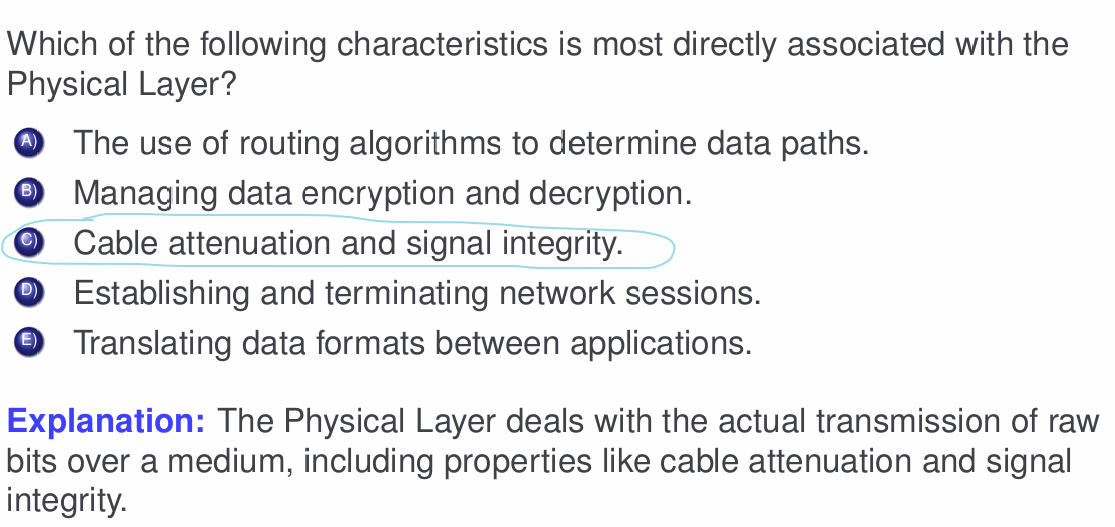 Which of the following characteristics is most directly associated with the
Physical Layer?
A) The use of routing algorithms to determine data paths.
B) Managing data encryption and decryption.
C) Cable attenuation and signal integrity.
D) Establishing and terminating network sessions.
E) Translating data formats between applications.
Explanation: The Physical Layer deals with the actual transmission of raw
bits over a medium, including properties like cable attenuation and signal
integrity.